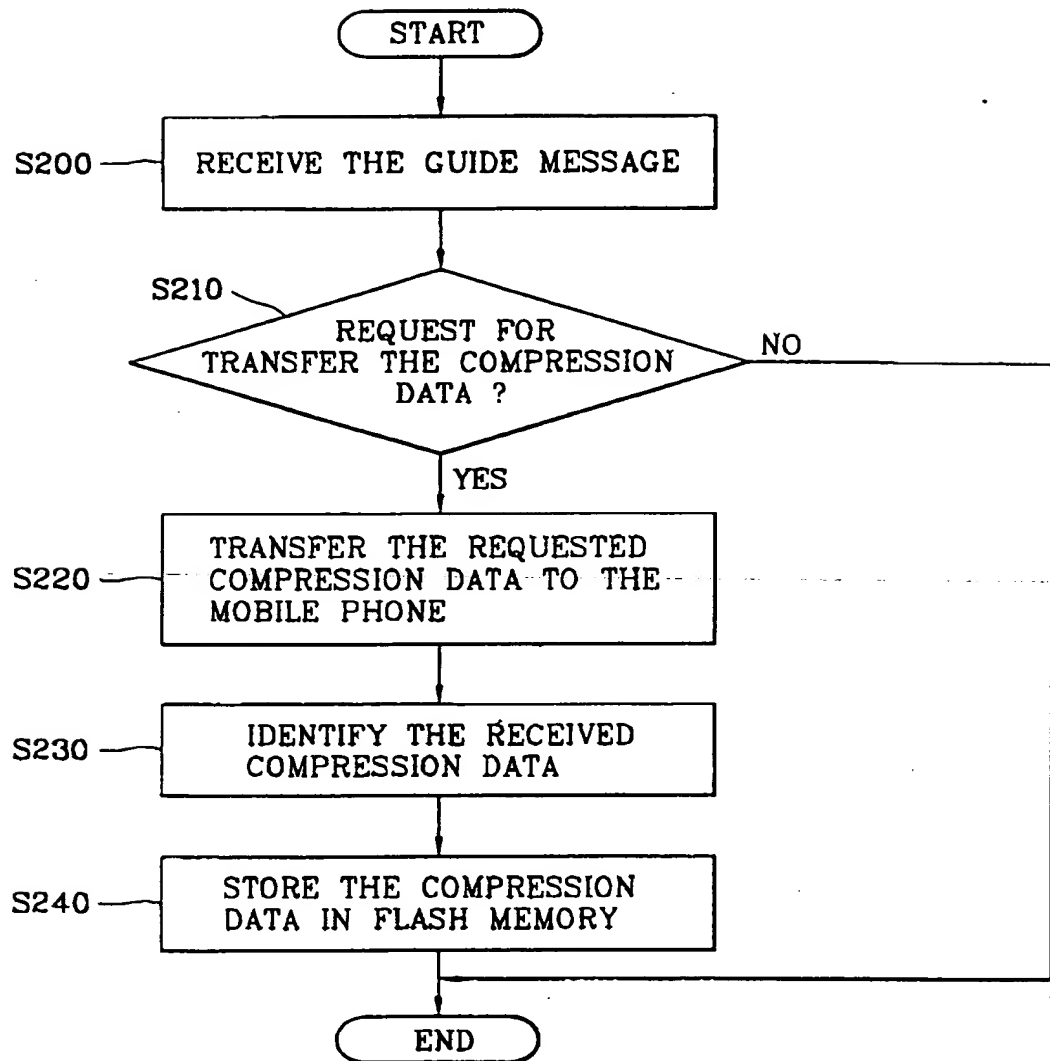 START
S200
RECEIVE THE GUIDE MESSAGE
S210
REQUEST FOR
TRANSFER THE COMPRESSION
DATA ?
NO
YES
S220
TRANSFER THE REQUESTED
COMPRESSION DATA TO THE
MOBILE PHONE
S230
IDENTIFY THE RECEIVED
COMPRESSION DATA
S240
STORE THE COMPRESSION
DATA IN FLASH MEMORY
END